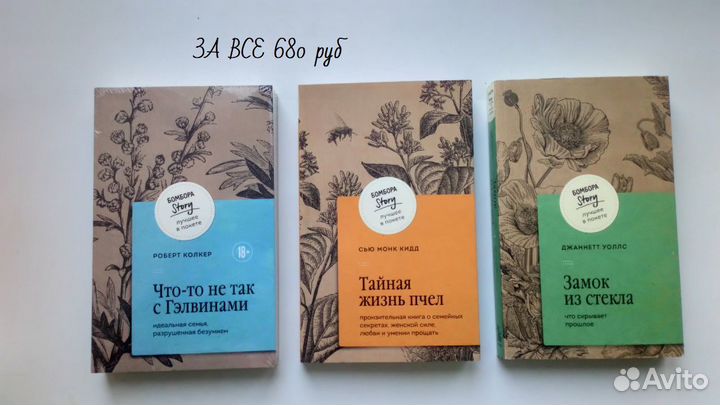 ЗА ВСЕ 680 руб
БОМБОРА
Story
лучшее
в покете
РОБЕРТ КОЛКЕР
18+
Что-то не так
с Гэлвинами
идеальная семья,
разрушенная безумием
БОМБОРА
Story
лучшее
в покете
СЬЮ МОНК КИДД
Тайная
жизнь пчел
пронзительная книга о семейных
секретах, женской силе,
любви и умении прощать
БОМБОРА
Story
лучшее
в покете
ДЖАННЕТТ УОЛЛС
Замок
из стекла
что скрывает
прошлое
Avito